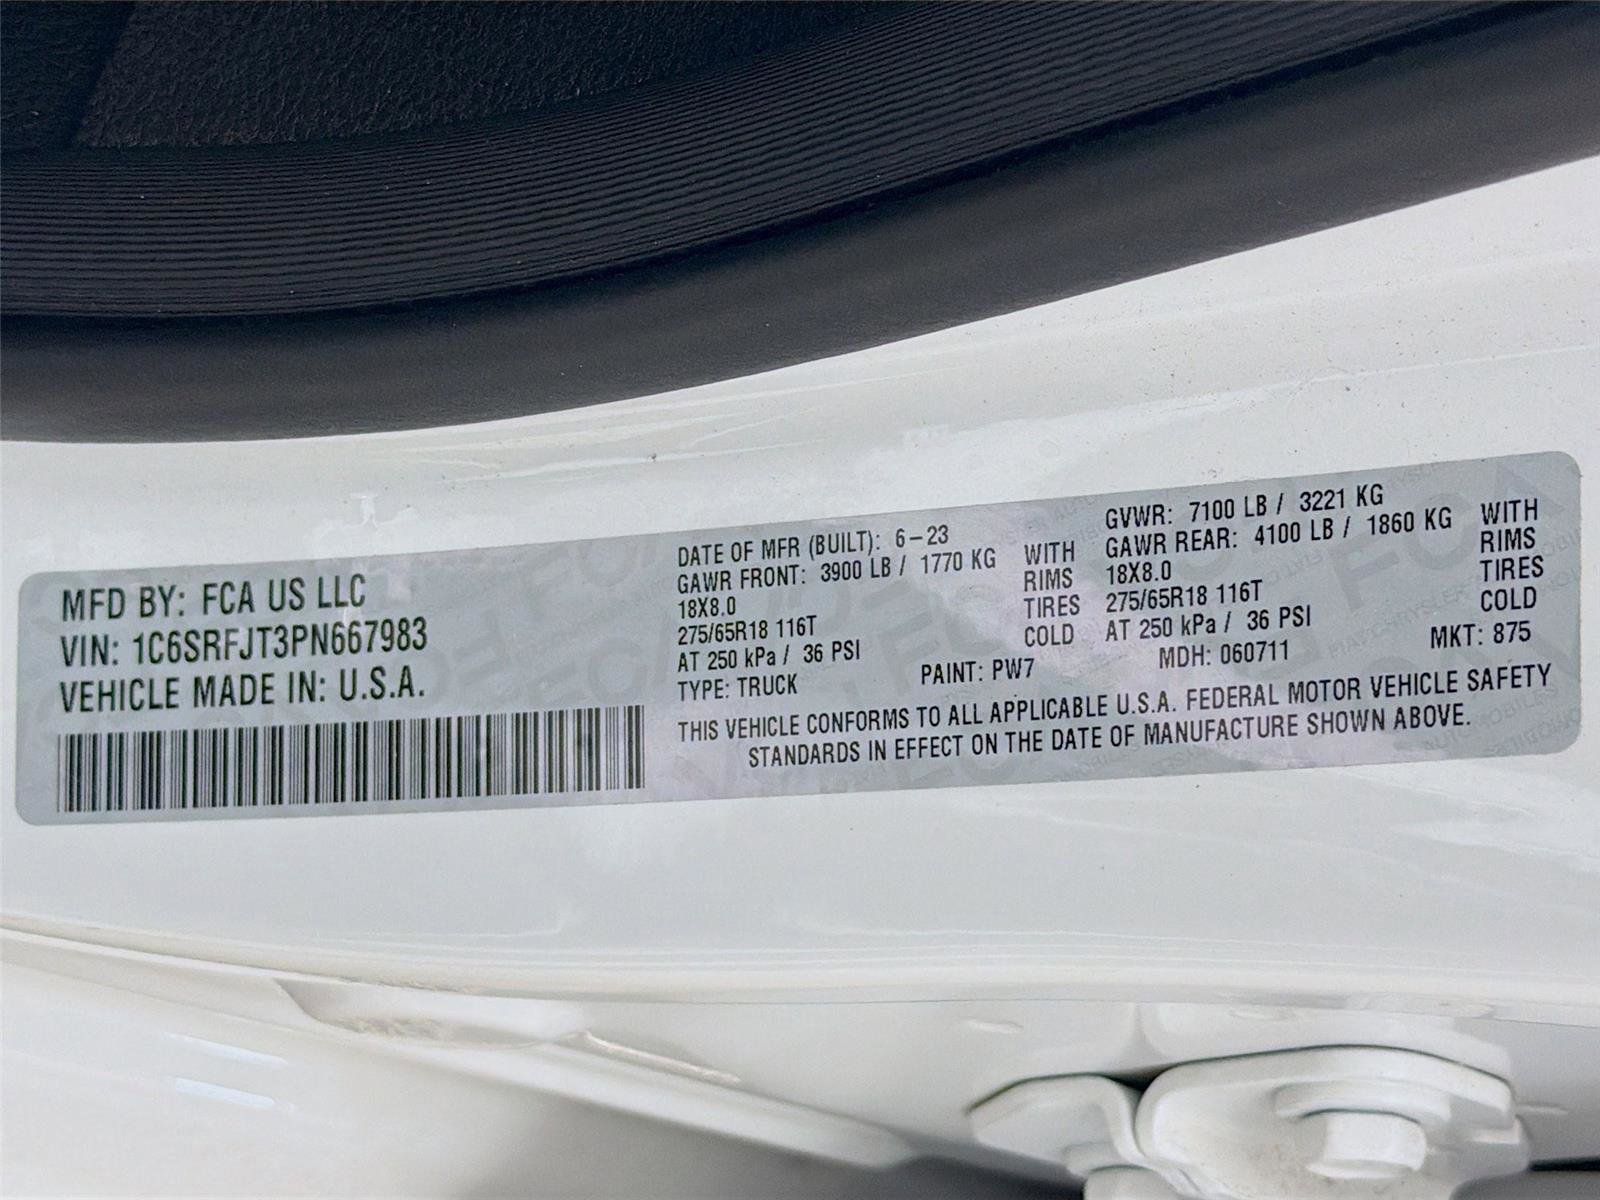 MFD BY: FCA US LLC
VIN: 1C6SRFJT3PN667983
VEHICLE MADE IN: U.S.A.
DATE OF MFR (BUILT): 6-23
GAWR FRONT: 3900 LB / 1770 KG WITH
18X8.0 RIMS
275/65R18 116T TIRES
AT 250 kPa / 36 PSI COLD
TYPE: TRUCK PAINT: PW7
GVWR: 7100 LB / 3221 KG
GAWR REAR: 4100 LB / 1860 KG WITH
18X8.0 RIMS
275/65R18 116T TIRES
AT 250 kPa / 36 PSI COLD
MDH: 060711 MKT: 875
THIS VEHICLE CONFORMS TO ALL APPLICABLE U.S.A. FEDERAL MOTOR VEHICLE SAFETY
STANDARDS IN EFFECT ON THE DATE OF MANUFACTURE SHOWN ABOVE.